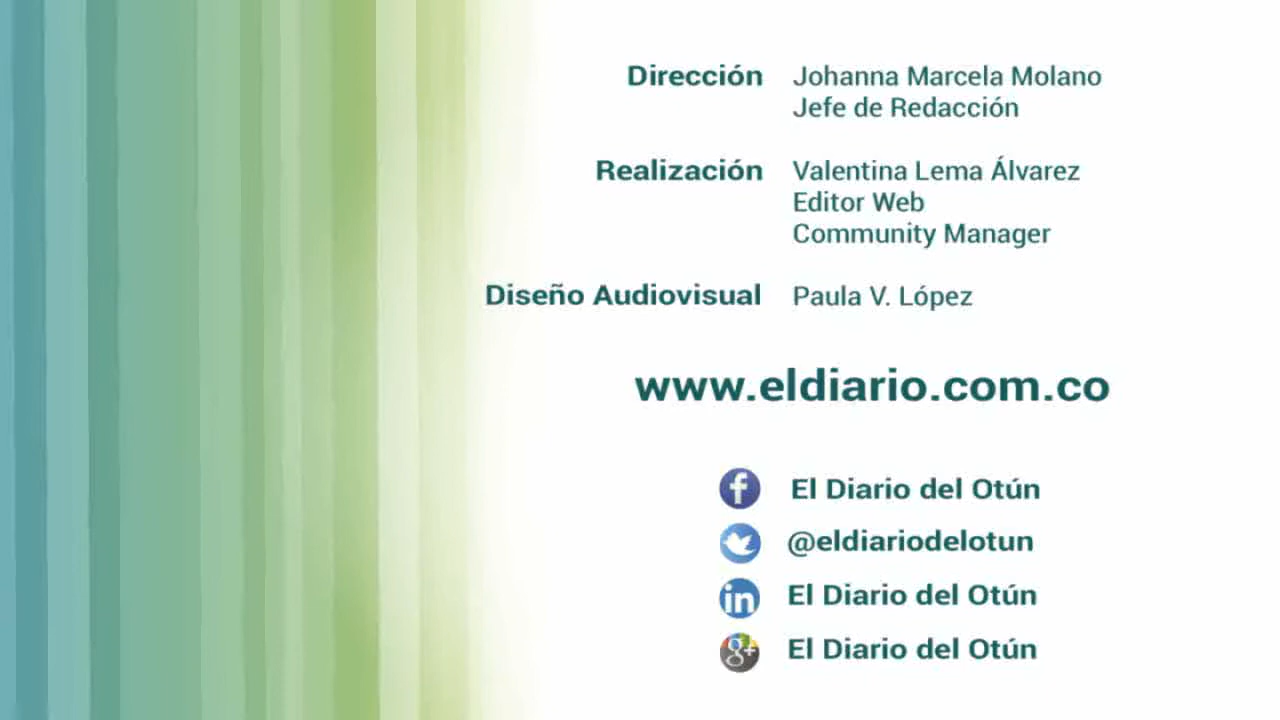 Dirección Johanna Marcela Molano
Jefe de Redacción
Realización Valentina Lema Álvarez
Editor Web
Community Manager
Diseño Audiovisual Paula V. López
www.eldiario.com.co
f El Diario del Otún
@eldiariodelotun
in El Diario del Otún
g+ El Diario del Otún